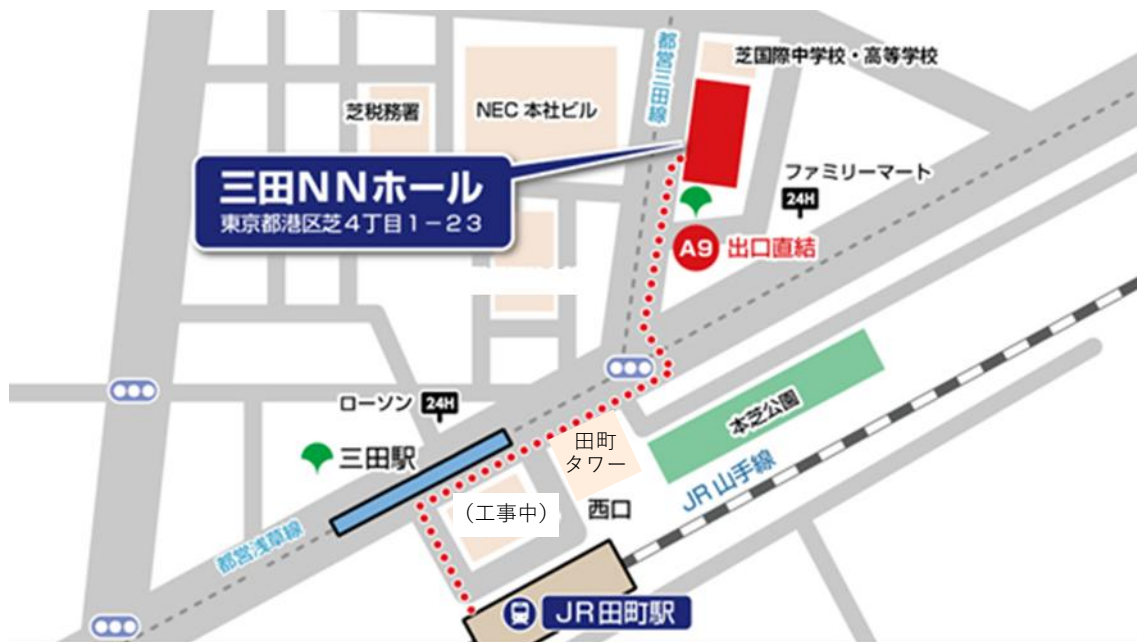 都営三田線
芝国際中学校・高等学校
芝税務署
NEC 本社ビル
三田NNホール
東京都港区芝4丁目1-23
ファミリーマート
24H
A9 出口直結
ローソン 24H
本芝公園
三田駅
田町
タワー
JR 山手線
(工事中)
西口
都営浅草線
JR田町駅